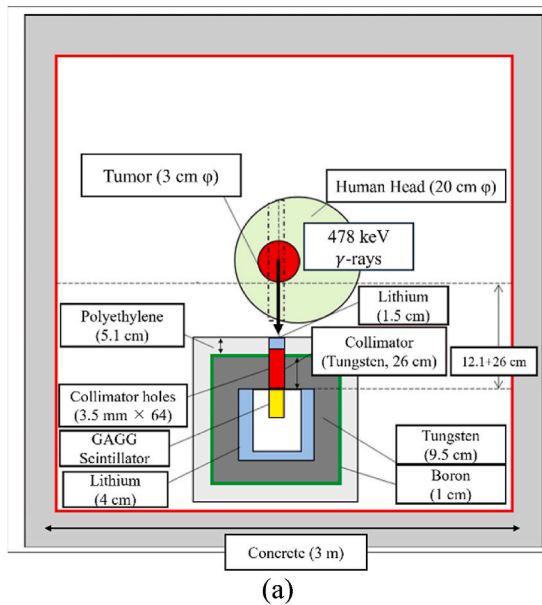 Tumor (3 cm φ)
Human Head (20 cm φ)
478 keV
γ-rays
Lithium
(1.5 cm)
Polyethylene
(5.1 cm)
Collimator
(Tungsten, 26 cm)
12.1+26 cm
Collimator holes
(3.5 mm × 64)
GAGG
Scintillator
Tungsten
(9.5 cm)
Lithium
(4 cm)
Boron
(1 cm)
Concrete (3 m)
(a)